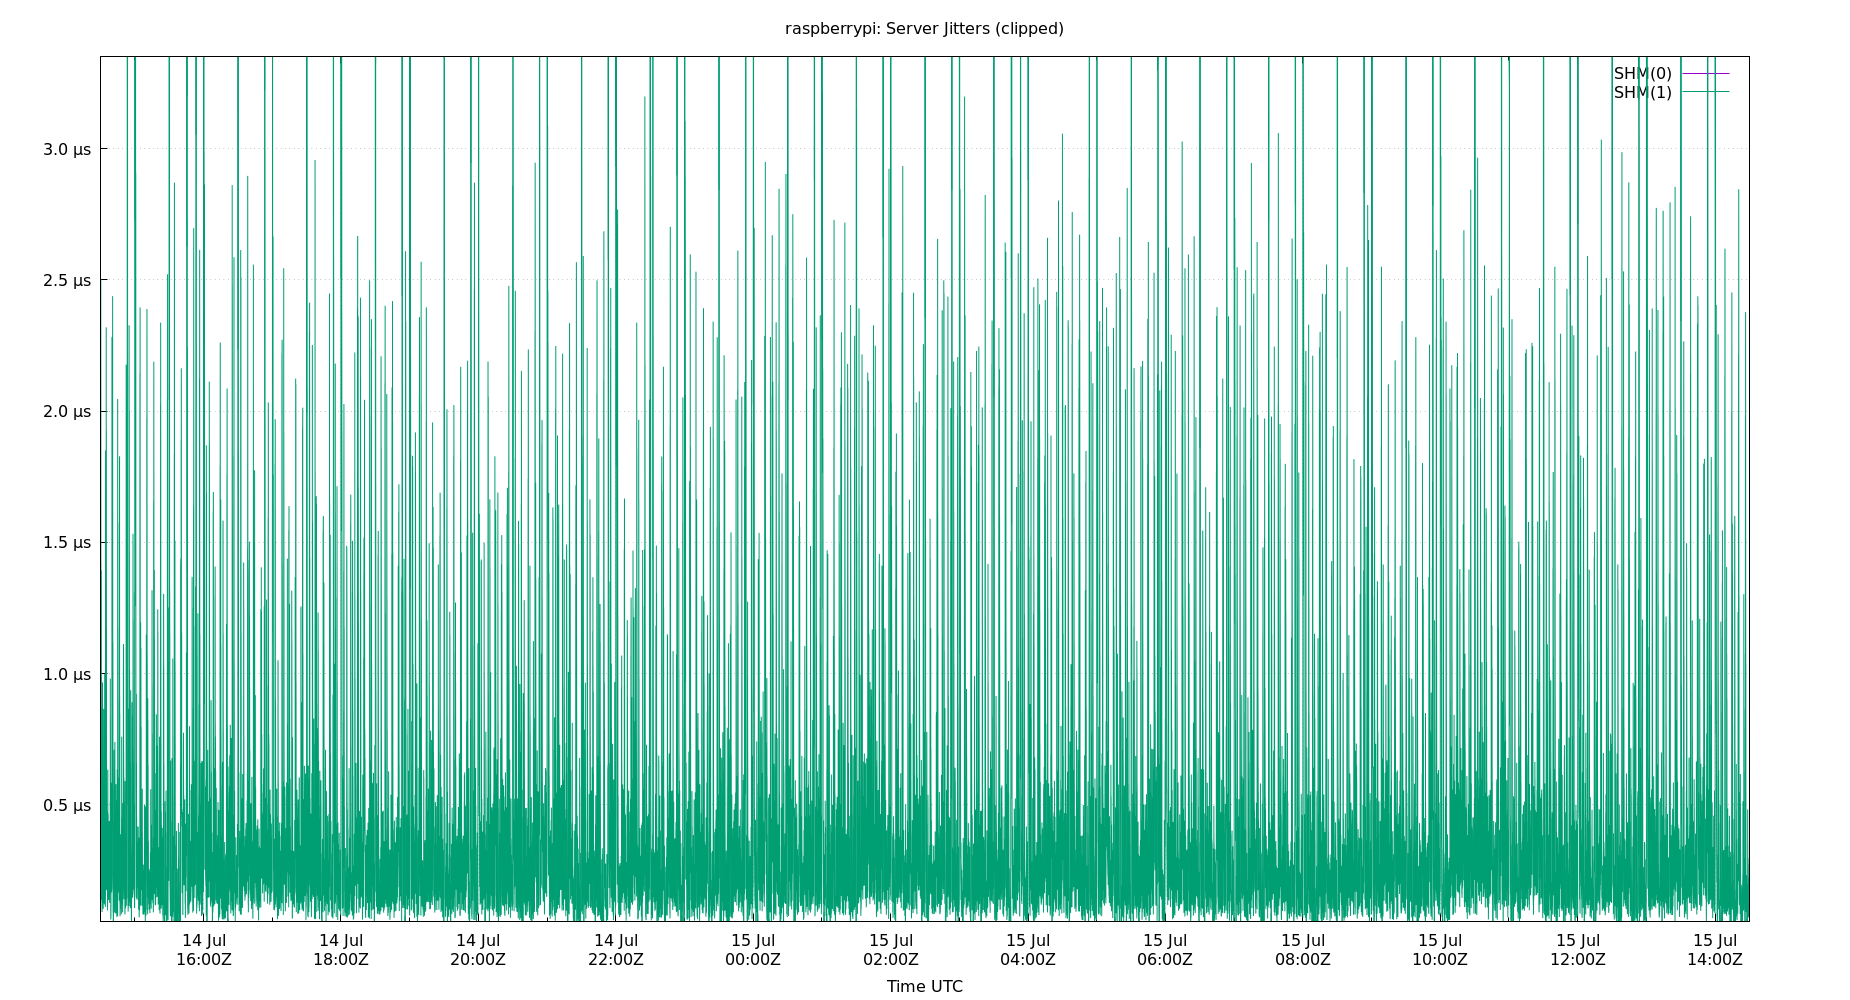 raspberrypi: Server Jitters (clipped)
SHM(0)
SHM(1)
3.0 µs
2.5 µs
2.0 µs
1.5 µs
1.0 µs
0.5 µs
14 Jul 14 Jul 14 Jul 14 Jul 15 Jul 15 Jul 15 Jul 15 Jul 15 Jul 15 Jul 15 Jul 15 Jul
16:00Z 18:00Z 20:00Z 22:00Z 00:00Z 02:00Z 04:00Z 06:00Z 08:00Z 10:00Z 12:00Z 14:00Z
Time UTC